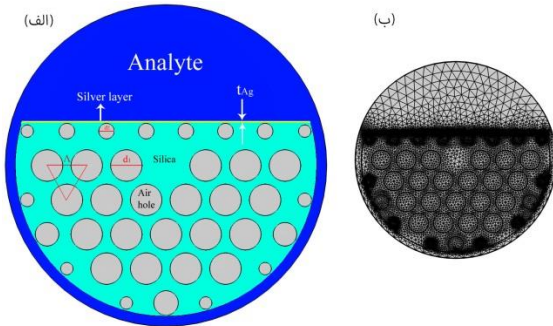 (الف)
(ب)
Analyte
Silver layer
tAg
Λ
d1
Silica
Air
hole